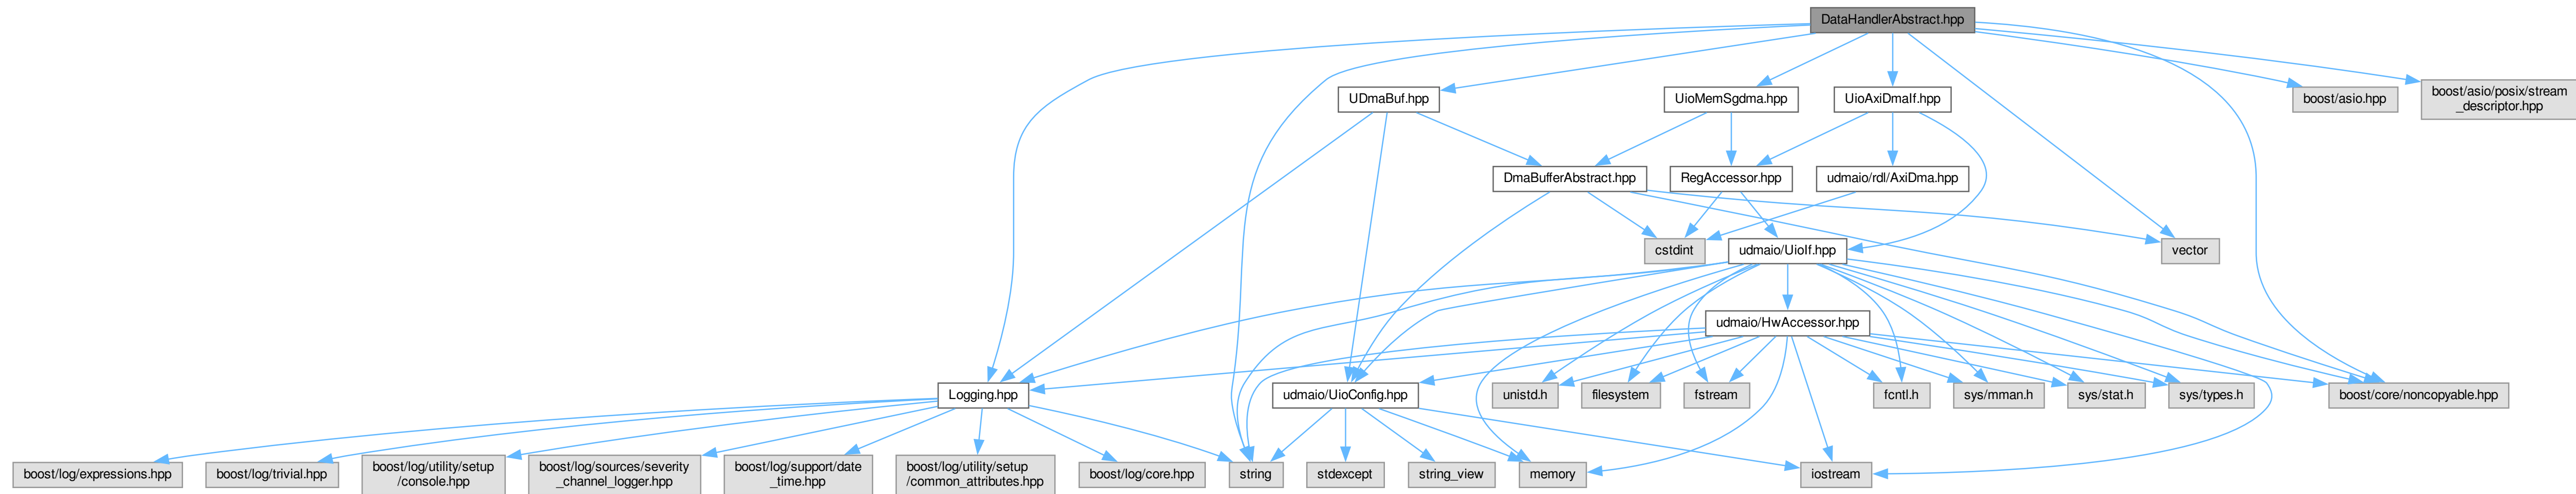 DataHandlerAbstract.hpp
UDmaBuf.hpp
UioMemSgdma.hpp
UioAxiDmaIf.hpp
boost/asio.hpp
boost/asio/posix/stream
_descriptor.hpp
DmaBufferAbstract.hpp
RegAccessor.hpp
udmaio/rdl/AxiDma.hpp
cstdint
udmaio/UioIf.hpp
vector
udmaio/HwAccessor.hpp
Logging.hpp
udmaio/UioConfig.hpp
unistd.h
filesystem
fstream
fcntl.h
sys/mman.h
sys/stat.h
sys/types.h
boost/core/noncopyable.hpp
boost/log/expressions.hpp
boost/log/trivial.hpp
boost/log/utility/setup
/console.hpp
boost/log/sources/severity
_channel_logger.hpp
boost/log/support/date
_time.hpp
boost/log/utility/setup
/common_attributes.hpp
boost/log/core.hpp
string
stdexcept
string_view
memory
iostream